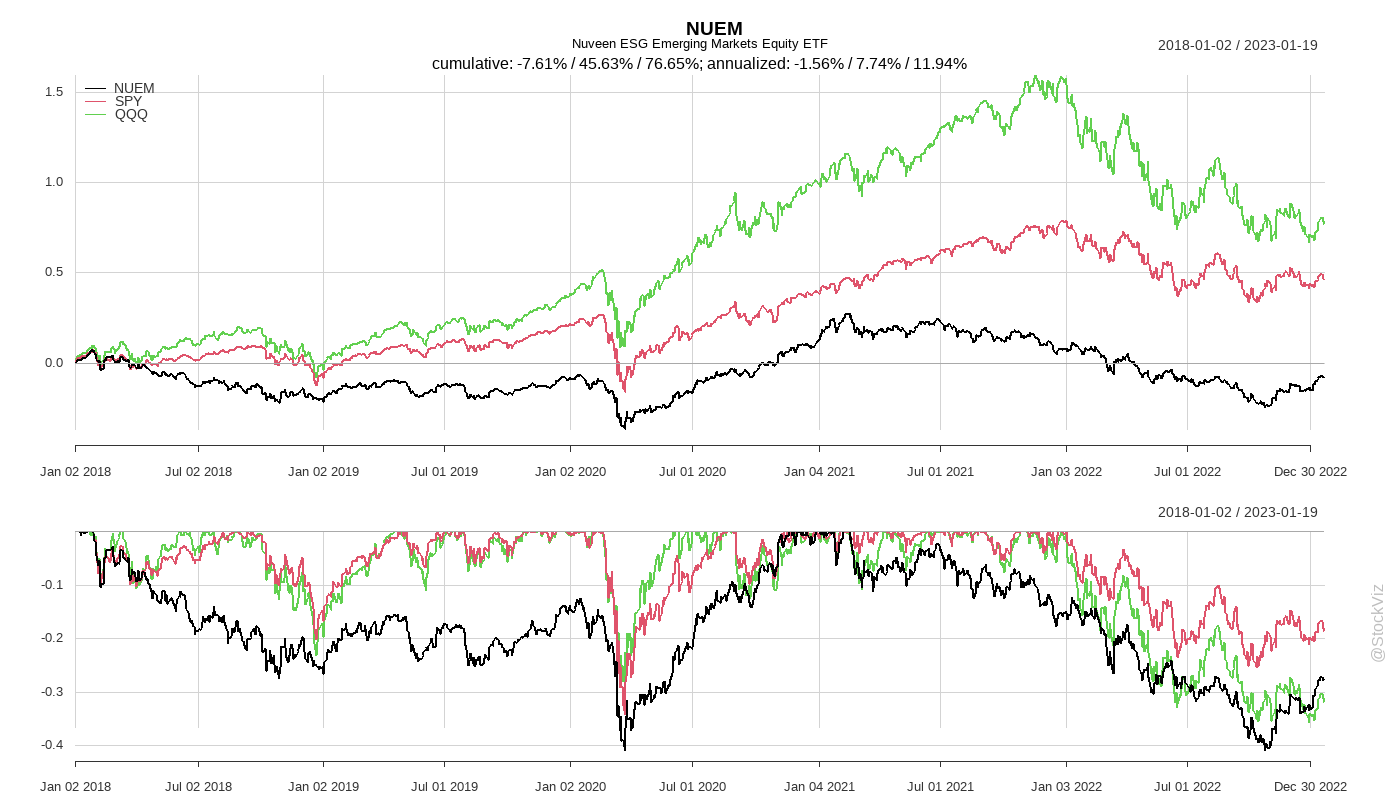 NUEM
Nuveen ESG Emerging Markets Equity ETF
2018-01-02 / 2023-01-19
cumulative: -7.61% / 45.63% / 76.65%; annualized: -1.56% / 7.74% / 11.94%
NUEM
SPY
QQQ
1.5
1.0
0.5
0.0
Jan 02 2018 Jul 02 2018 Jan 02 2019 Jul 01 2019 Jan 02 2020 Jul 01 2020 Jan 04 2021 Jul 01 2021 Jan 03 2022 Jul 01 2022 Dec 30 2022
2018-01-02 / 2023-01-19
-0.1
-0.2
-0.3
-0.4
Jan 02 2018 Jul 02 2018 Jan 02 2019 Jul 01 2019 Jan 02 2020 Jul 01 2020 Jan 04 2021 Jul 01 2021 Jan 03 2022 Jul 01 2022 Dec 30 2022
@StockViz